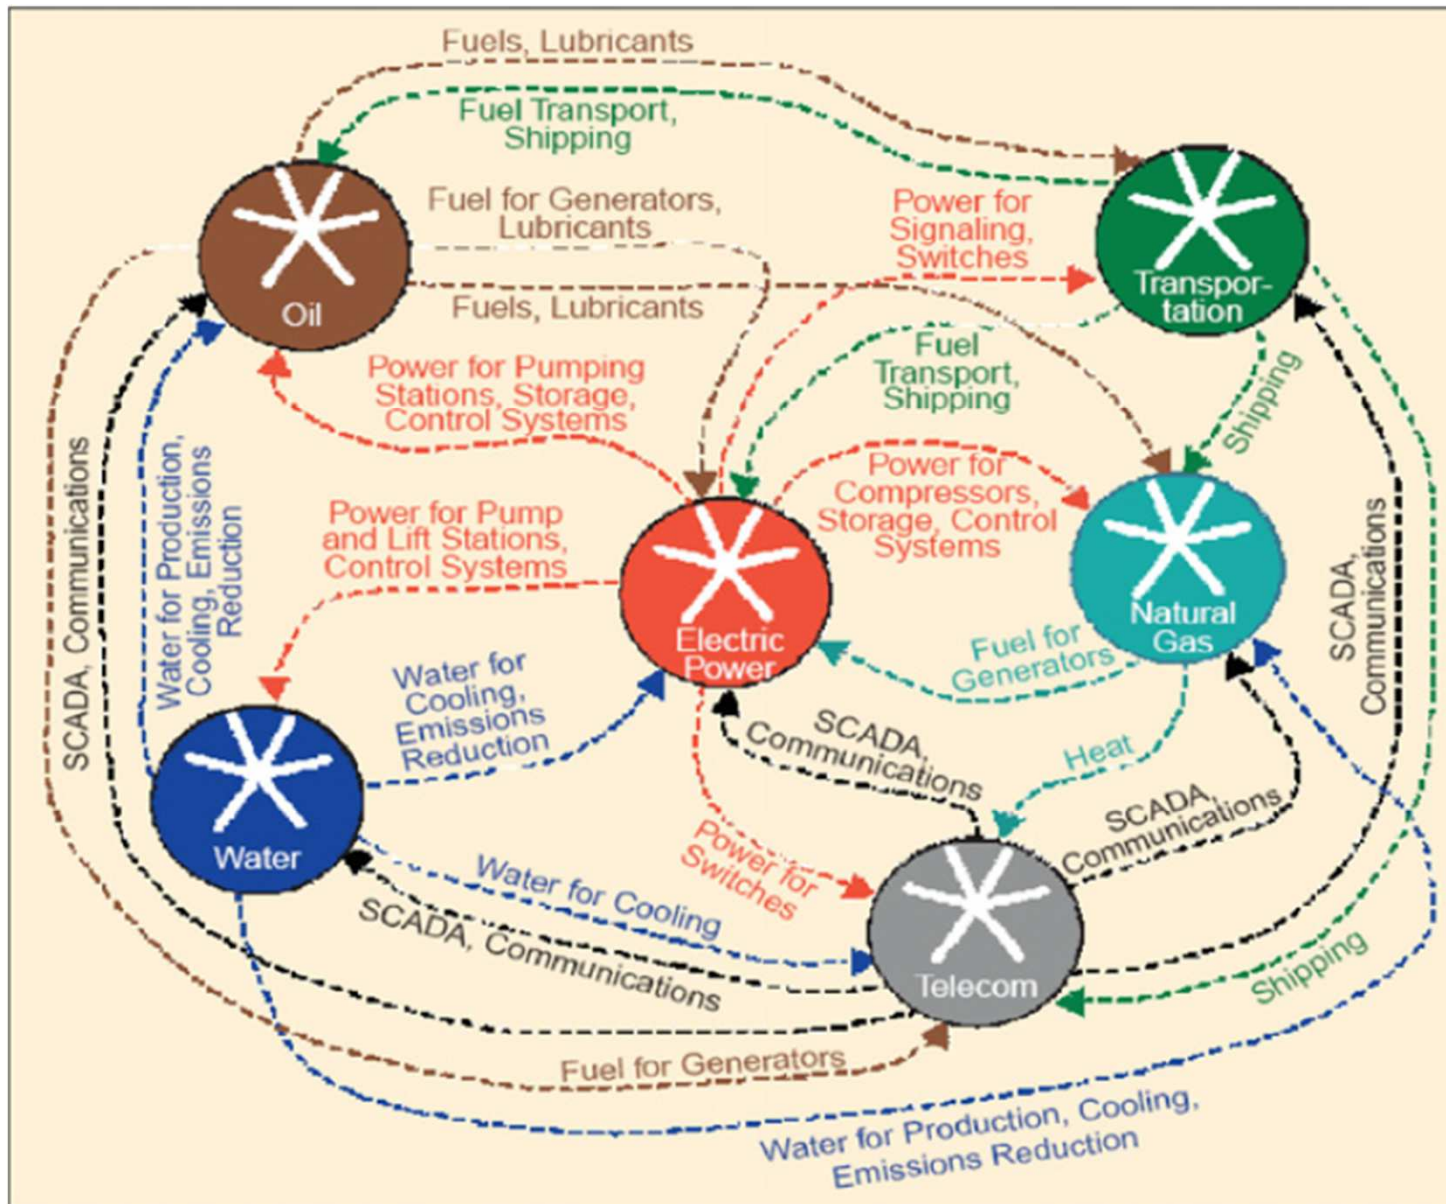 Fuels, Lubricants
Fuel Transport,
Shipping
Fuel for Generators,
Lubricants
Power for
Signaling,
Switches
Oil
Fuels, Lubricants
Transpor-
tation
Fuel
Transport,
Shipping
Shipping
Power for Pumping
Stations, Storage,
Control Systems
Power for
Compressors,
Storage, Control
Systems
SCADA, Communications
Water for Production,
Cooling, Emissions
Reduction
Power for Pump
and Lift Stations,
Control Systems
Electric
Power
Natural
Gas
Fuel for
Generators
SCADA,
Communications
Water for
Cooling,
Emissions
Reduction
SCADA,
Communications
Heat
SCADA,
Communications
Water
Power for
Switches
Water for Cooling
SCADA, Communications
Telecom
Shipping
Fuel for Generators
Water for Production, Cooling,
Emissions Reduction